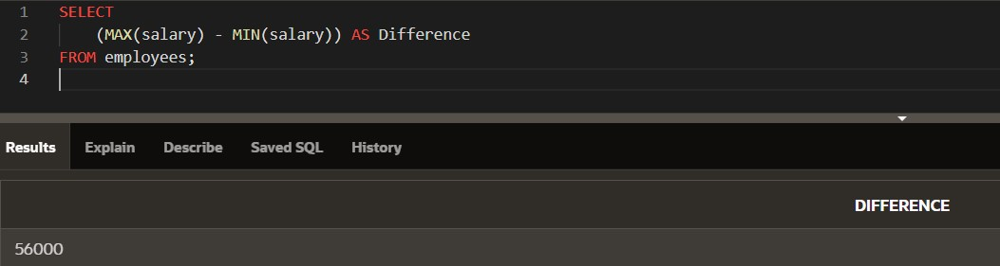 1 SELECT
2 (MAX(salary) - MIN(salary)) AS Difference
3 FROM employees;
4
Results Explain Describe Saved SQL History
DIFFERENCE
56000